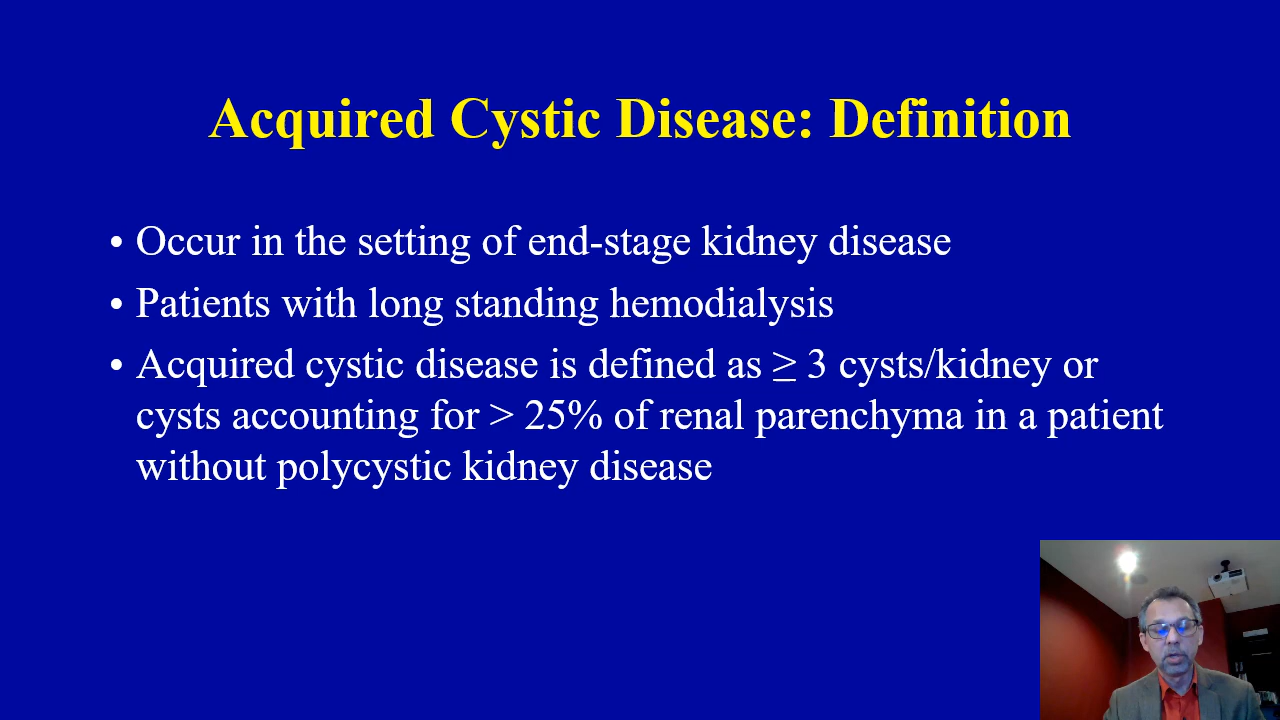 Acquired Cystic Disease: Definition
• Occur in the setting of end-stage kidney disease
• Patients with long standing hemodialysis
• Acquired cystic disease is defined as ≥ 3 cysts/kidney or
cysts accounting for > 25% of renal parenchyma in a patient
without polycystic kidney disease